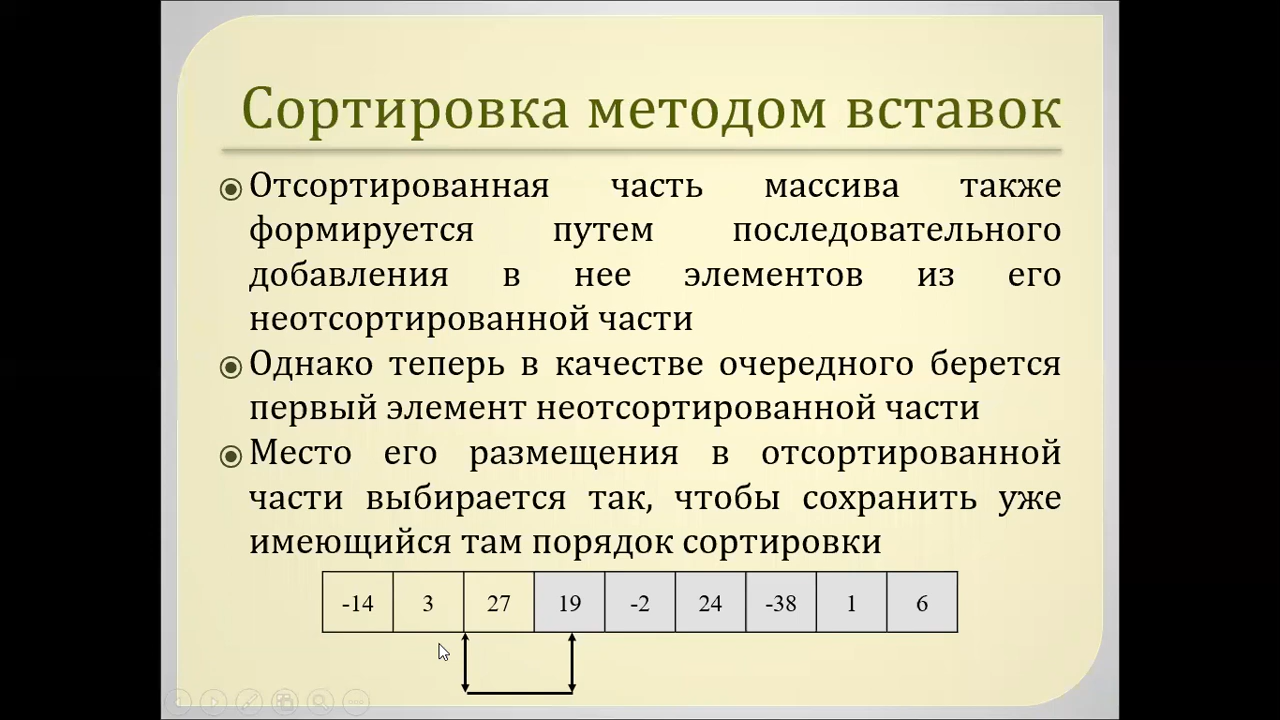 Сортировка методом вставок
Отсортированная часть массива также
формируется путем последовательного
добавления в нее элементов из его
неотсортированной части
Однако теперь в качестве очередного берется
первый элемент неотсортированной части
Место его размещения в отсортированной
части выбирается так, чтобы сохранить уже
имеющийся там порядок сортировки
-14 3 27 19 -2 24 -38 1 6